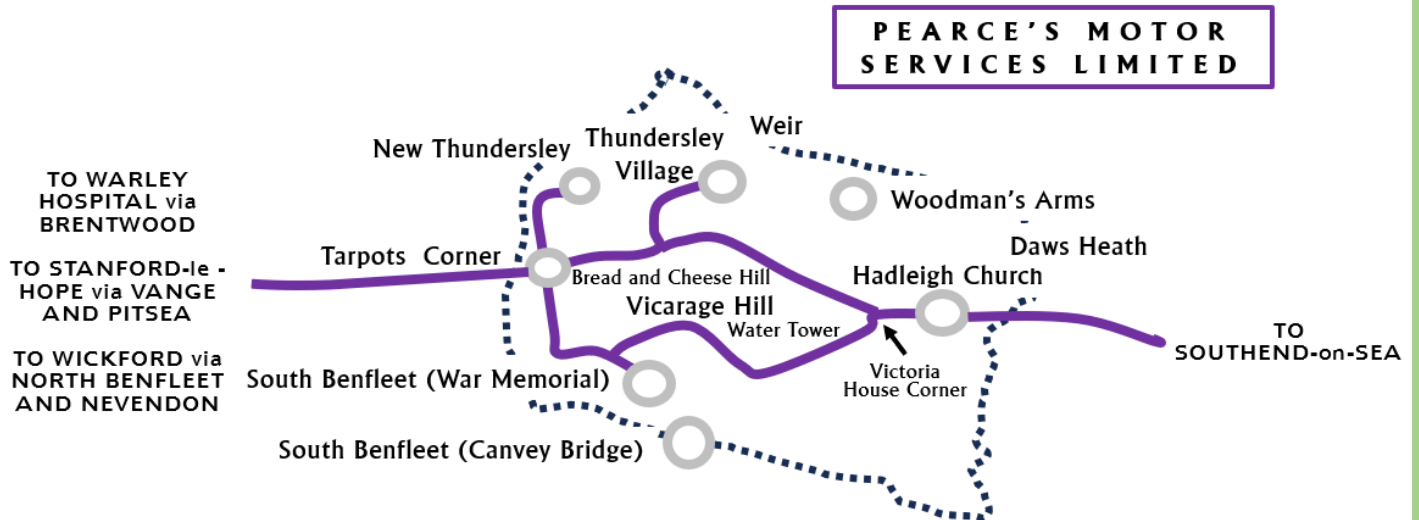 PEARCE'S MOTOR
SERVICES LIMITED
Weir
Thundersley
Village
New Thundersley
TO WARLEY
HOSPITAL via
BRENTWOOD
Woodman's Arms
Daws Heath
Tarpots Corner
TO STANFORD-le -
HOPE via VANGE
AND PITSEA
Bread and Cheese Hill
Hadleigh Church
Vicarage Hill
Water Tower
TO
SOUTHEND-on-SEA
TO WICKFORD via
NORTH BENFLEET
AND NEVENDON
Victoria
House Corner
South Benfleet (War Memorial)
South Benfleet (Canvey Bridge)